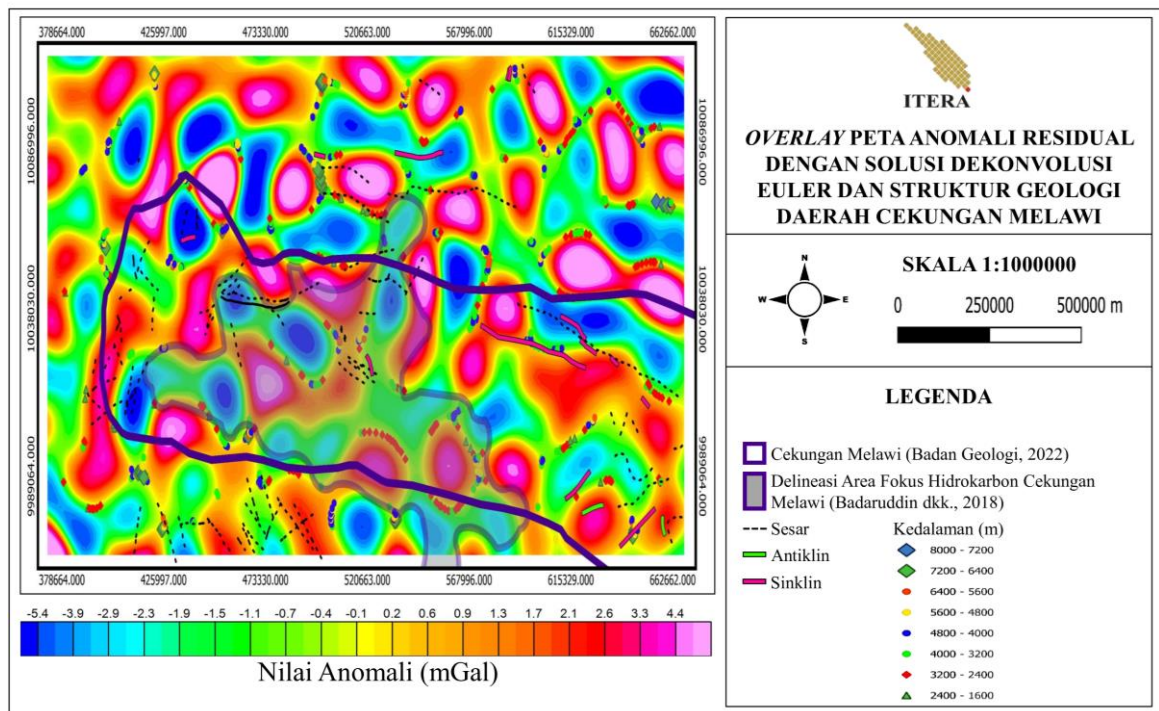 378664.000 425997.000 473330.000 520663.000 567996.000 615329.000 662662.000
10086996.000
10038030.000
9989064.000
10086996.000
10038030.000
9989064.000
378664.000 425997.000 473330.000 520663.000 567996.000 615329.000 662662.000
-5.4 -3.9 -2.9 -2.3 -1.9 -1.5 -1.1 -0.7 -0.4 -0.1 0.2 0.6 0.9 1.3 1.7 2.1 2.6 3.3 4.4
Nilai Anomali (mGal)
ITERA
OVERLAY PETA ANOMALI RESIDUAL
DENGAN SOLUSI DEKONVOLUSI
EULER DAN STRUKTUR GEOLOGI
DAERAH CEKUNGAN MELAWI
N
W E
S
SKALA 1:1000000
0 250000 500000 m
LEGENDA
Cekungan Melawi (Badan Geologi, 2022)
Delineasi Area Fokus Hidrokarbon Cekungan
Melawi (Badaruddin dkk., 2018)
Sesar
Antiklin
Sinklin
Kedalaman (m)
8000 - 7200
7200 - 6400
6400 - 5600
5600 - 4800
4800 - 4000
4000 - 3200
3200 - 2400
2400 - 1600